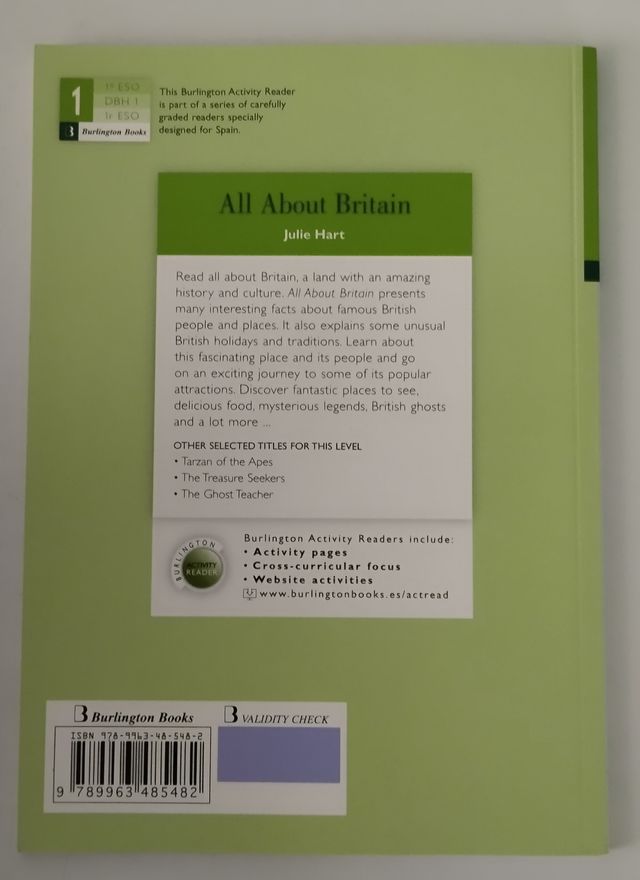 1
1º ESO
DBH 1
1r ESO
B Burlington Books
This Burlington Activity Reader
is part of a series of carefully
graded readers specially
designed for Spain.
All About Britain
Julie Hart
Read all about Britain, a land with an amazing
history and culture. All About Britain presents
many interesting facts about famous British
people and places. It also explains some unusual
British holidays and traditions. Learn about
this fascinating place and its people and go
on an exciting journey to some of its popular
attractions. Discover fantastic places to see,
delicious food, mysterious legends, British ghosts
and a lot more ...
OTHER SELECTED TITLES FOR THIS LEVEL
• Tarzan of the Apes
• The Treasure Seekers
• The Ghost Teacher
BURLINGTON
ACTIVITY
READER
Burlington Activity Readers include:
• Activity pages
• Cross-curricular focus
• Website activities
www.burlingtonbooks.es/actread
B Burlington Books
B VALIDITY CHECK
ISBN 978-9963-48-548-2
9 789963 485482